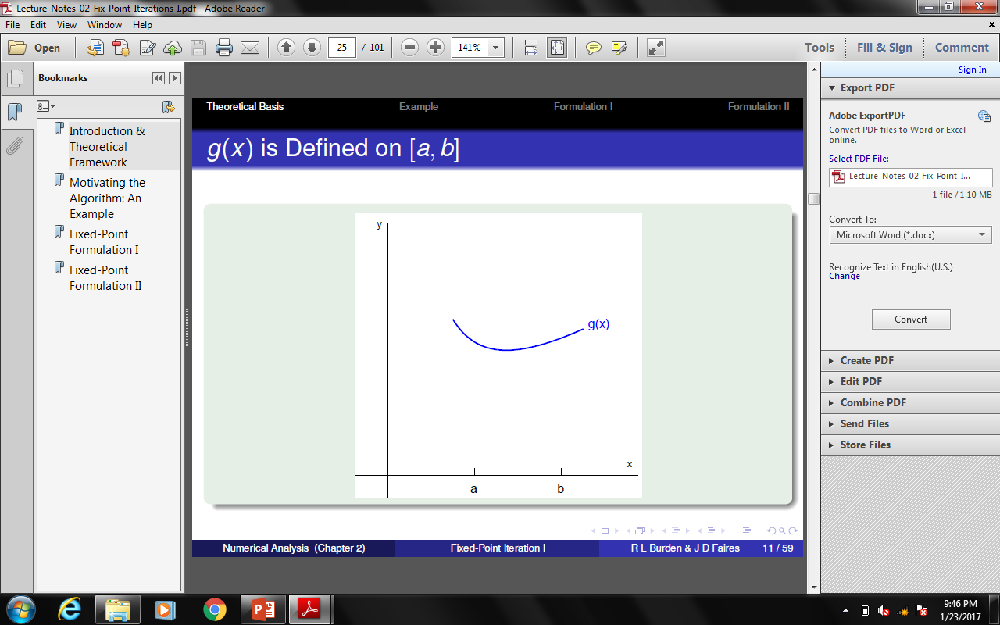 Lecture_Notes_02-Fix_Point_Iterations-I.pdf - Adobe Reader
File Edit View Window Help
Open 25 / 101 141% Tools Fill & Sign Comment
Sign In
Bookmarks
Introduction &
Theoretical
Framework
Motivating the
Algorithm: An
Example
Fixed-Point
Formulation I
Fixed-Point
Formulation II
Theoretical Basis Example Formulation I Formulation II
g(x) is Defined on [a, b]
y
g(x)
x
a b
Numerical Analysis (Chapter 2) Fixed-Point Iteration I R L Burden & J D Faires 11 / 59
Export PDF
Adobe ExportPDF
Convert PDF files to Word or Excel
online.
Select PDF File:
Lecture_Notes_02-Fix_Point_I...
1 file / 1.10 MB
Convert To:
Microsoft Word (*.docx)
Recognize Text in English(U.S.)
Change
Convert
Create PDF
Edit PDF
Combine PDF
Send Files
Store Files
9:46 PM
1/23/2017